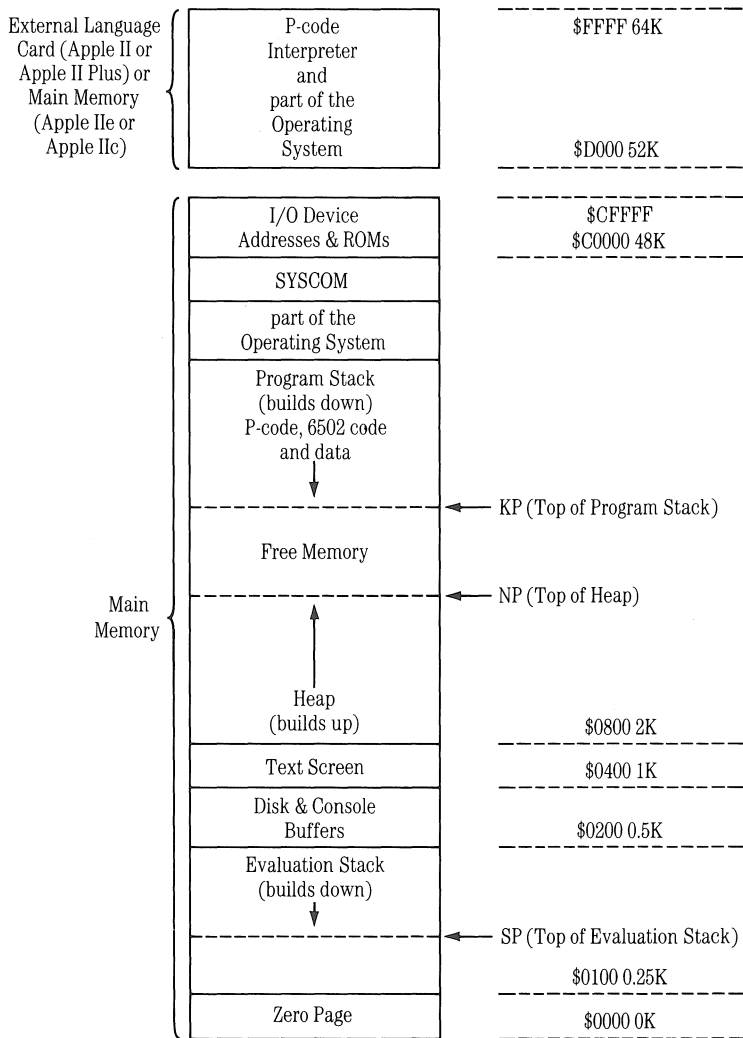 External Language
Card (Apple II or
Apple II Plus) or
Main Memory
(Apple IIe or
Apple IIc)
P-code
Interpreter
and
part of the
Operating
System
$FFFF 64K
$D000 52K
I/O Device
Addresses & ROMs
$CFFFF
$C0000 48K
SYSCOM
part of the
Operating System
Program Stack
(builds down)
P-code, 6502 code
and data
KP (Top of Program Stack)
Free Memory
NP (Top of Heap)
Main
Memory
Heap
(builds up)
$0800 2K
Text Screen
$0400 1K
Disk & Console
Buffers
$0200 0.5K
Evaluation Stack
(builds down)
SP (Top of Evaluation Stack)
$0100 0.25K
Zero Page
$0000 0K